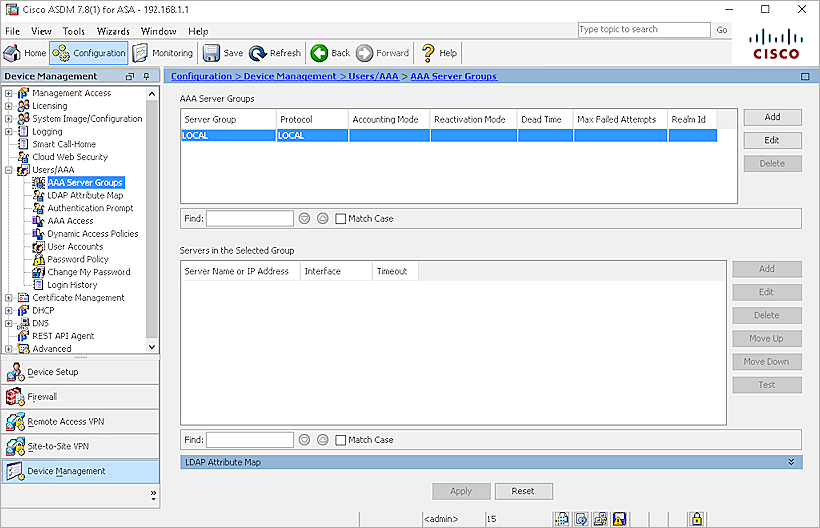 Cisco ASDM 7.8(1) for ASA - 192.168.1.1
File View Tools Wizards Window Help
Type topic to search Go
Home Configuration Monitoring Save Refresh Back Forward Help
CISCO
Device Management
Configuration > Device Management > Users/AAA > AAA Server Groups
Management Access
Licensing
System Image/Configuration
Logging
Smart Call-Home
Cloud Web Security
Users/AAA
AAA Server Groups
LDAP Attribute Map
Authentication Prompt
AAA Access
Dynamic Access Policies
User Accounts
Password Policy
Change My Password
Login History
Certificate Management
DHCP
DNS
REST API Agent
Advanced
Device Setup
Firewall
Remote Access VPN
Site-to-Site VPN
Device Management
AAA Server Groups
Server Group Protocol Accounting Mode Reactivation Mode Dead Time Max Failed Attempts Realm Id
LOCAL LOCAL
Add
Edit
Delete
Find: Match Case
Servers in the Selected Group
Server Name or IP Address Interface Timeout
Add
Edit
Delete
Move Up
Move Down
Test
Find: Match Case
LDAP Attribute Map
Apply Reset
<admin> 15